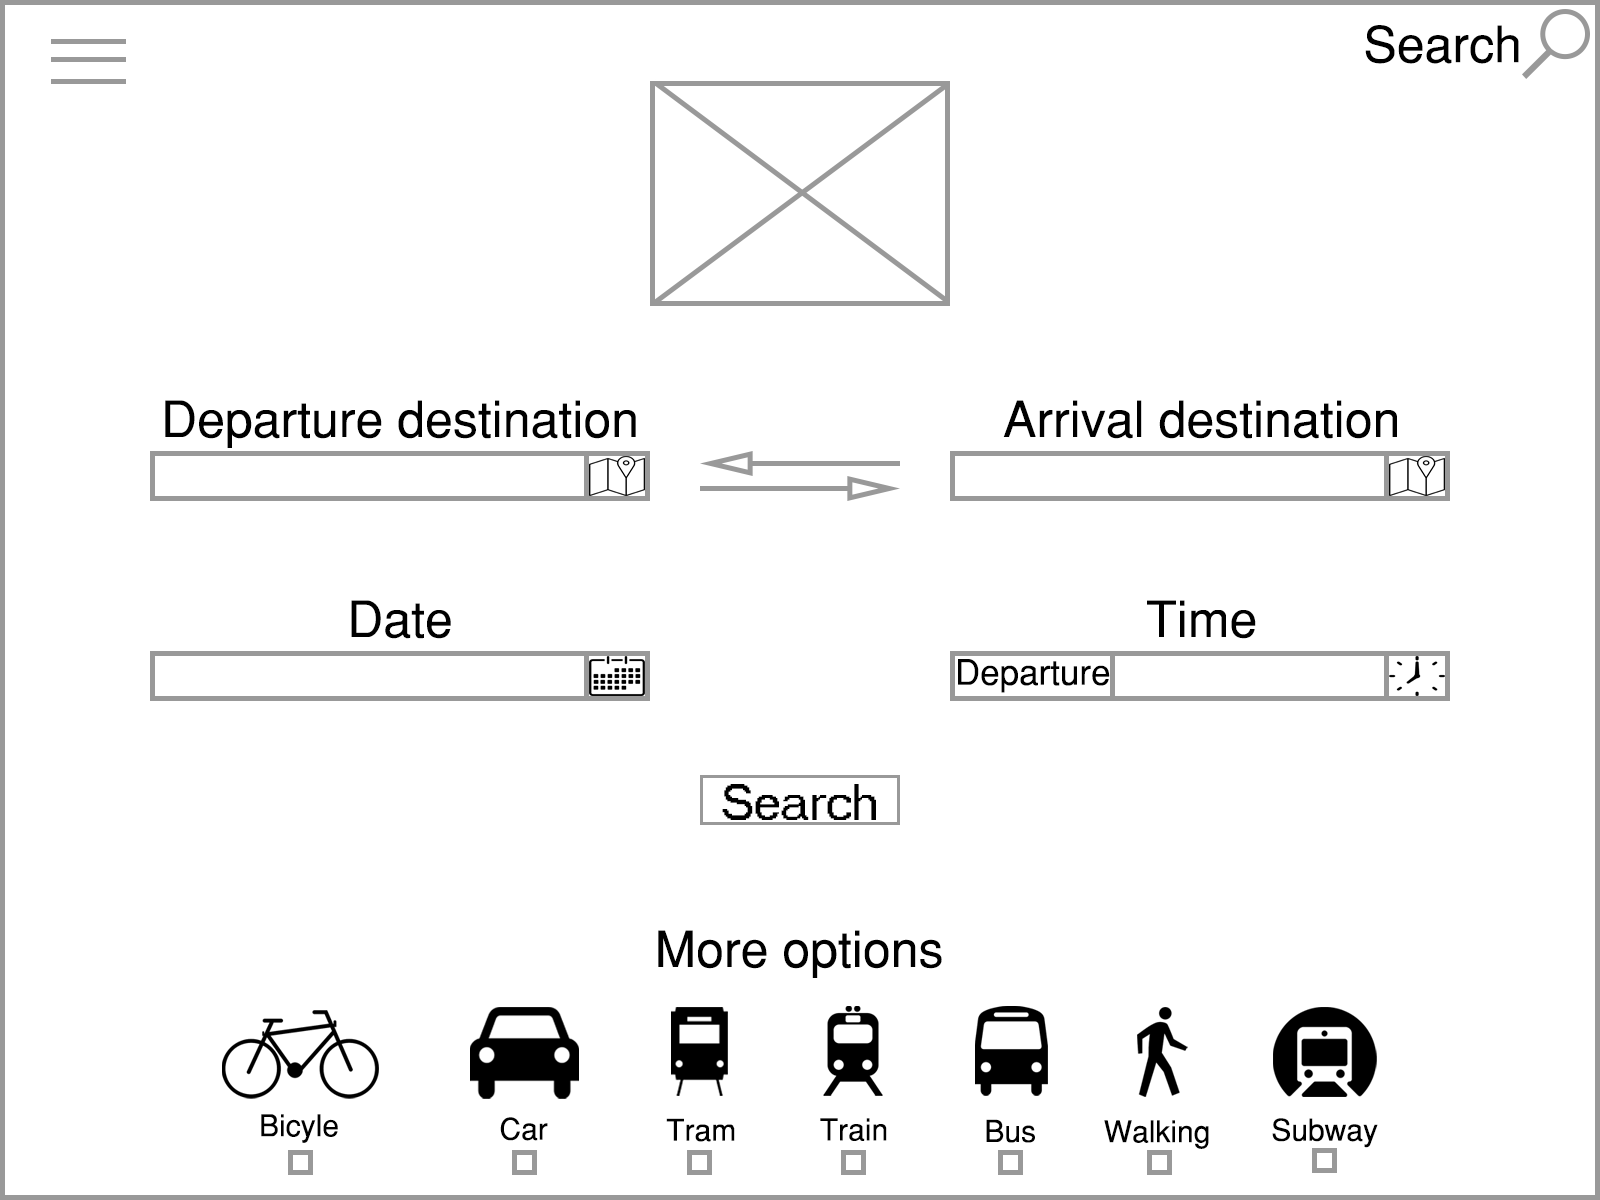 Search
Departure destination
Arrival destination
Date
Time
Departure
Search
More options
Bicyle
Car
Tram
Train
Bus
Walking
Subway